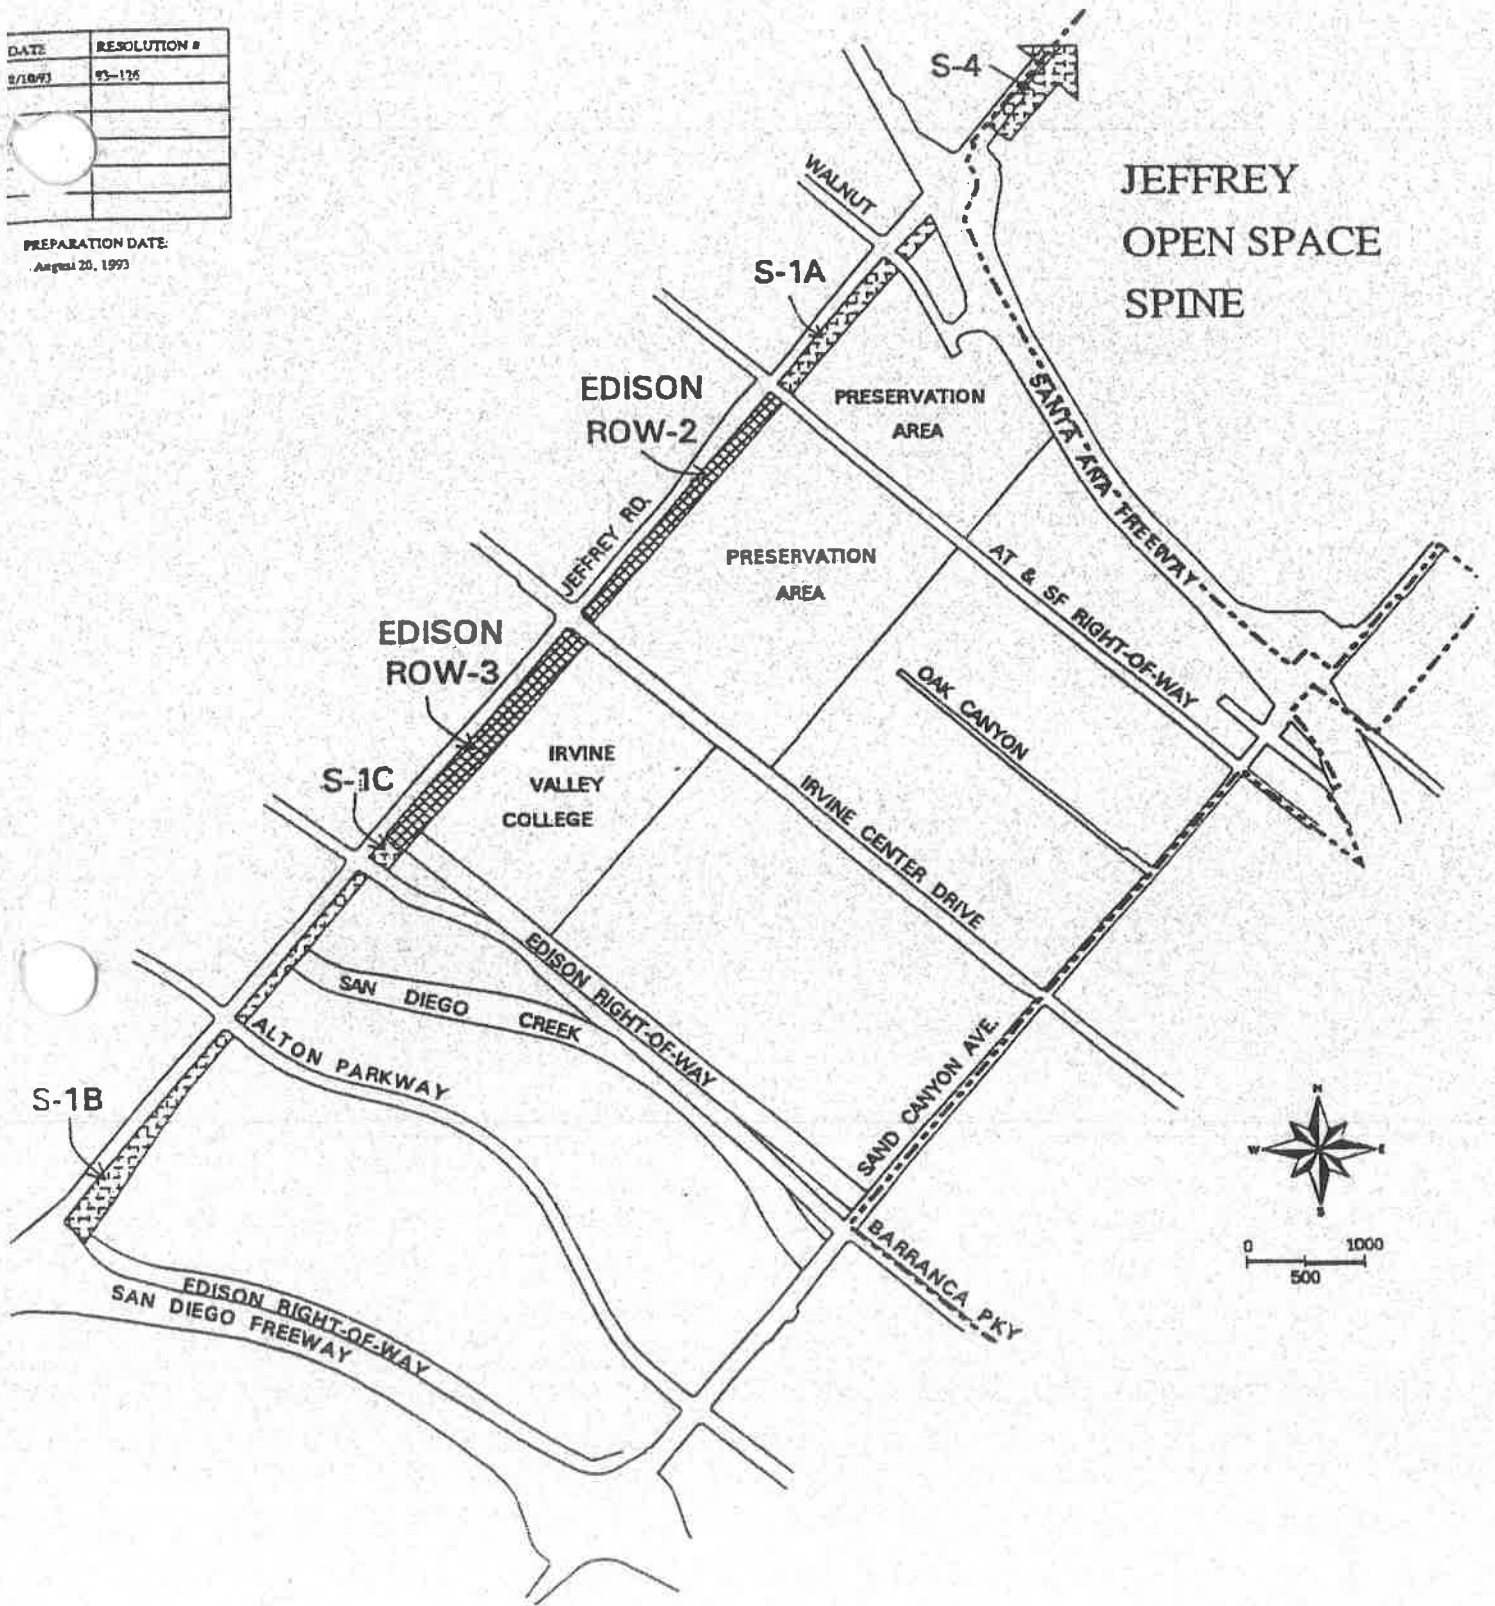 DATE RESOLUTION #
93-126
PREPARATION DATE:
August 20, 1993
S-4
JEFFREY
OPEN SPACE
SPINE
WALNUT
S-1A
EDISON
ROW-2
PRESERVATION
AREA
SANTA ANA FREEWAY
JEFFREY RD.
PRESERVATION
AREA
AT & SF RIGHT-OF-WAY
EDISON
ROW-3
OAK CANYON
IRVINE
VALLEY
COLLEGE
S-1C
IRVINE CENTER DRIVE
EDISON RIGHT-OF-WAY
SAN DIEGO CREEK
ALTON PARKWAY
SAND CANYON AVE.
S-1B
N
W E
S
BARRANCA PKY
0 1000
500
EDISON RIGHT-OF-WAY
SAN DIEGO FREEWAY